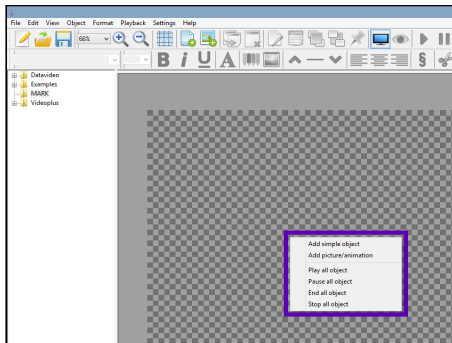 File Edit View Object Format Playback Settings Help
66%
B i U A §
Datavideo
Examples
MARK
Videoplus
Add simple object
Add picture/animation
Play all object
Pause all object
End all object
Stop all object